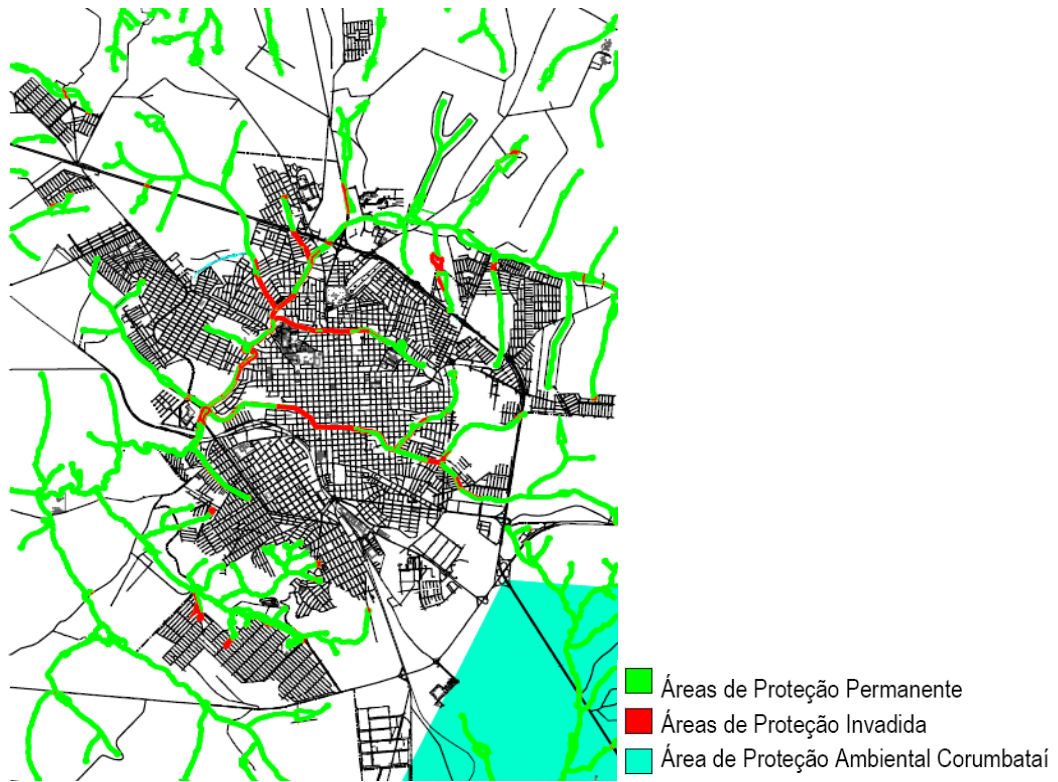 Áreas de Proteção Permanente
Áreas de Proteção Invadida
Área de Proteção Ambiental Corumbataí